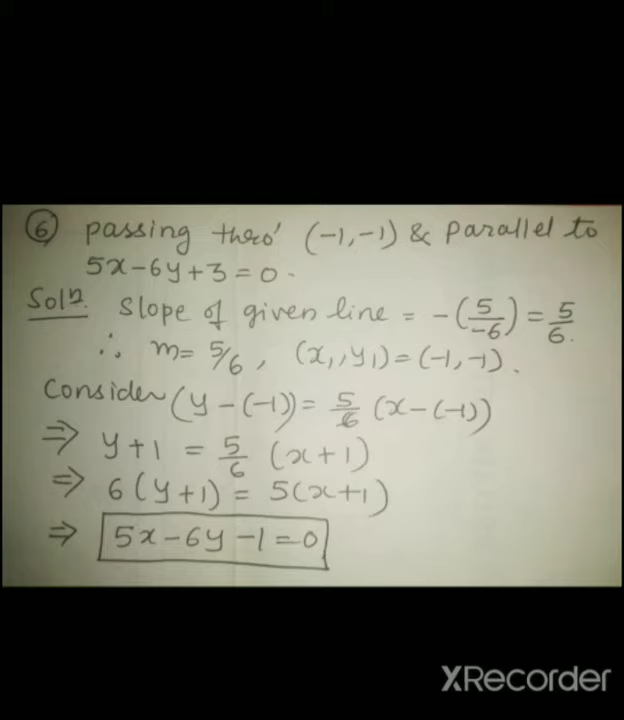 ⑥ passing thro' (-1,-1) & parallel to
5x-6y+3=0.
Solⁿ. Slope of given line = -(5/-6) = 5/6.
∴ m= 5/6, (x₁,y₁)=(-1,-1).
Consider (y-(-1))= 5/6 (x-(-1))
⇒ y+1 = 5/6 (x+1)
⇒ 6(y+1) = 5(x+1)
⇒ 5x-6y-1=0
XRecorder